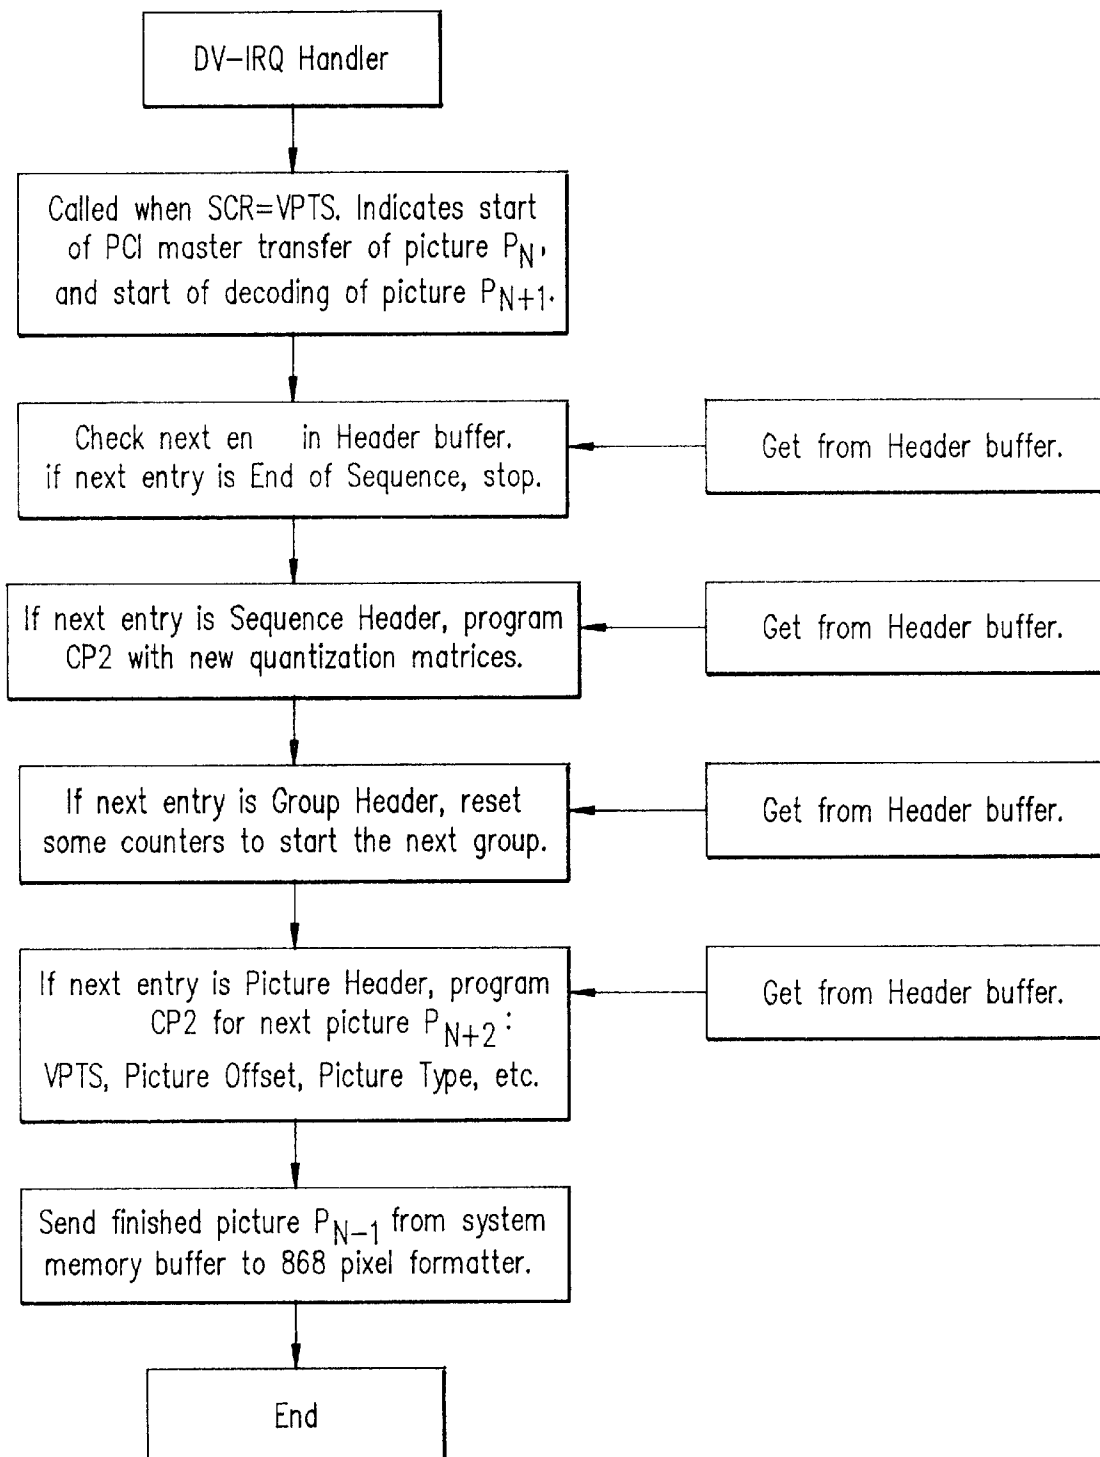 DV-IRQ Handler
Called when SCR=VPTS. Indicates start
of PCI master transfer of picture P_N,
and start of decoding of picture P_N+1.
Check next en in Header buffer.
if next entry is End of Sequence, stop.
Get from Header buffer.
If next entry is Sequence Header, program
CP2 with new quantization matrices.
Get from Header buffer.
If next entry is Group Header, reset
some counters to start the next group.
Get from Header buffer.
If next entry is Picture Header, program
CP2 for next picture P_N+2:
VPTS, Picture Offset, Picture Type, etc.
Get from Header buffer.
Send finished picture P_N-1 from system
memory buffer to 868 pixel formatter.
End